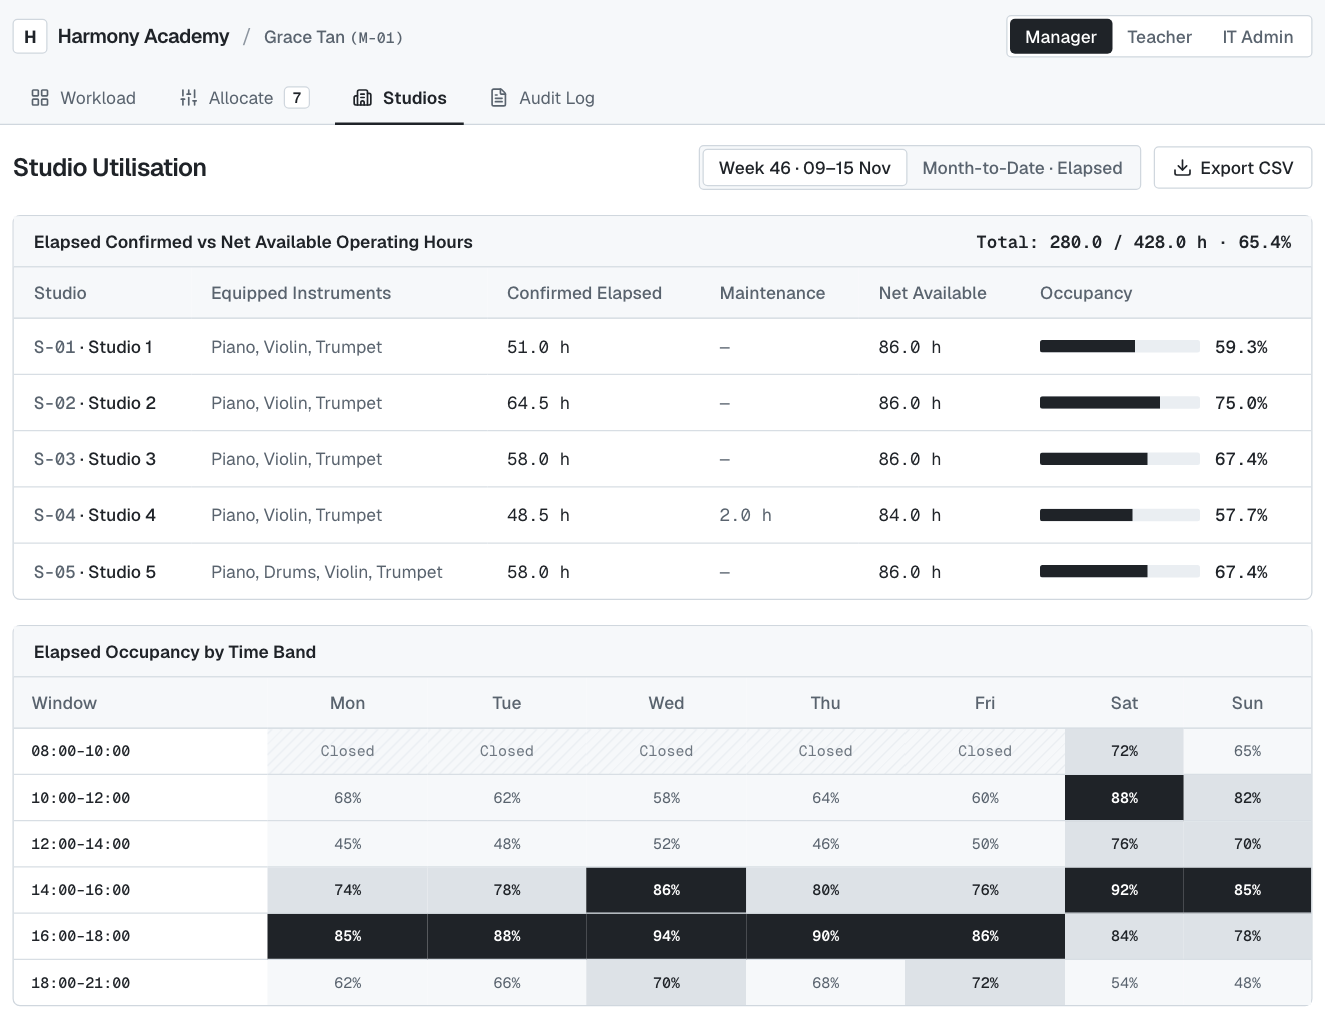 H Harmony Academy / Grace Tan (M-01) Manager Teacher IT Admin
Workload Allocate 7 Studios Audit Log
Studio Utilisation Week 46 · 09–15 Nov Month-to-Date · Elapsed Export CSV
Elapsed Confirmed vs Net Available Operating Hours Total: 280.0 / 428.0 h · 65.4%
Studio Equipped Instruments Confirmed Elapsed Maintenance Net Available Occupancy
S-01 · Studio 1 Piano, Violin, Trumpet 51.0 h — 86.0 h 59.3%
S-02 · Studio 2 Piano, Violin, Trumpet 64.5 h — 86.0 h 75.0%
S-03 · Studio 3 Piano, Violin, Trumpet 58.0 h — 86.0 h 67.4%
S-04 · Studio 4 Piano, Violin, Trumpet 48.5 h 2.0 h 84.0 h 57.7%
S-05 · Studio 5 Piano, Drums, Violin, Trumpet 58.0 h — 86.0 h 67.4%
Elapsed Occupancy by Time Band
Window Mon Tue Wed Thu Fri Sat Sun
08:00–10:00 Closed Closed Closed Closed Closed 72% 65%
10:00–12:00 68% 62% 58% 64% 60% 88% 82%
12:00–14:00 45% 48% 52% 46% 50% 76% 70%
14:00–16:00 74% 78% 86% 80% 76% 92% 85%
16:00–18:00 85% 88% 94% 90% 86% 84% 78%
18:00–21:00 62% 66% 70% 68% 72% 54% 48%